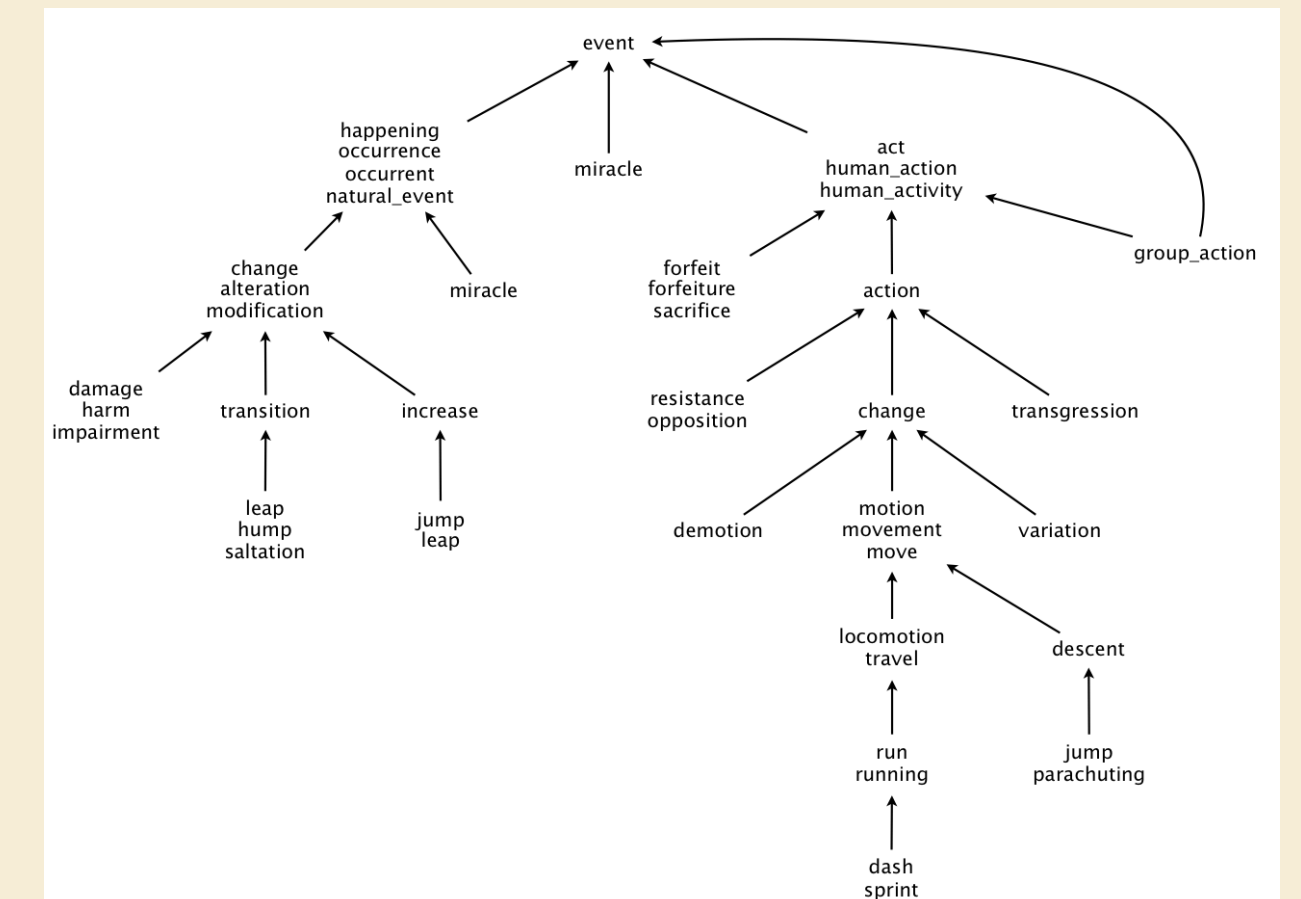 event
happening
occurrence
occurrent
natural_event
miracle
act
human_action
human_activity
group_action
change
alteration
modification
miracle
forfeit
forfeiture
sacrifice
action
damage
harm
impairment
transition
increase
resistance
opposition
change
transgression
leap
hump
saltation
jump
leap
demotion
motion
movement
move
variation
locomotion
travel
descent
run
running
jump
parachuting
dash
sprint